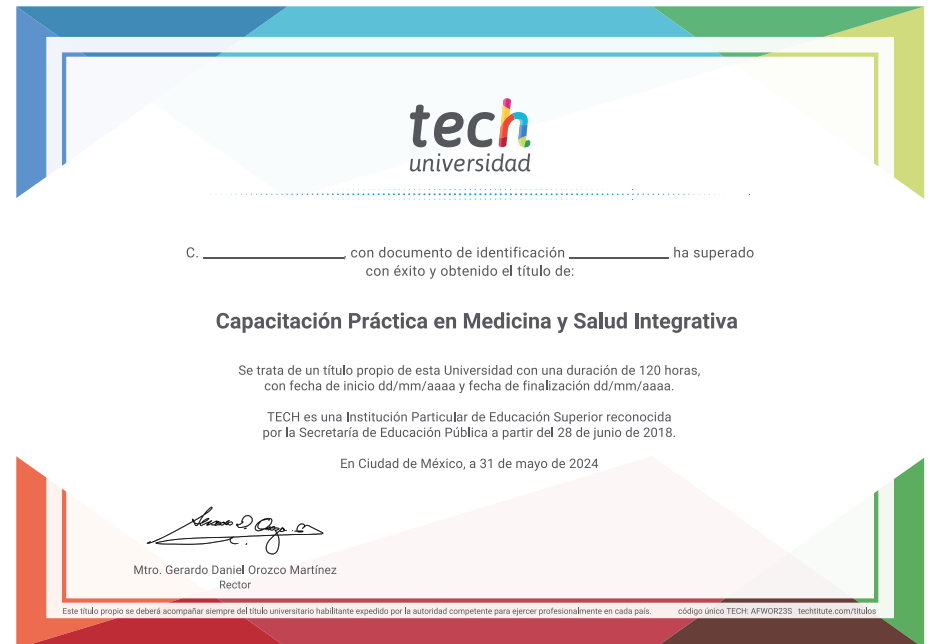 tech
universidad
C. ____________, con documento de identificación ____________ ha superado
con éxito y obtenido el título de:
Capacitación Práctica en Medicina y Salud Integrativa
Se trata de un título propio de esta Universidad con una duración de 120 horas,
con fecha de inicio dd/mm/aaaa y fecha de finalización dd/mm/aaaa.
TECH es una Institución Particular de Educación Superior reconocida
por la Secretaría de Educación Pública a partir del 28 de junio de 2018.
En Ciudad de México, a 31 de mayo de 2024
Mtro. Gerardo Daniel Orozco Martínez
Rector
Este título propio se deberá acompañar siempre del título universitario habilitante expedido por la autoridad competente para ejercer profesionalmente en cada país. código único TECH: AFWOR23S techtitute.com/titulos